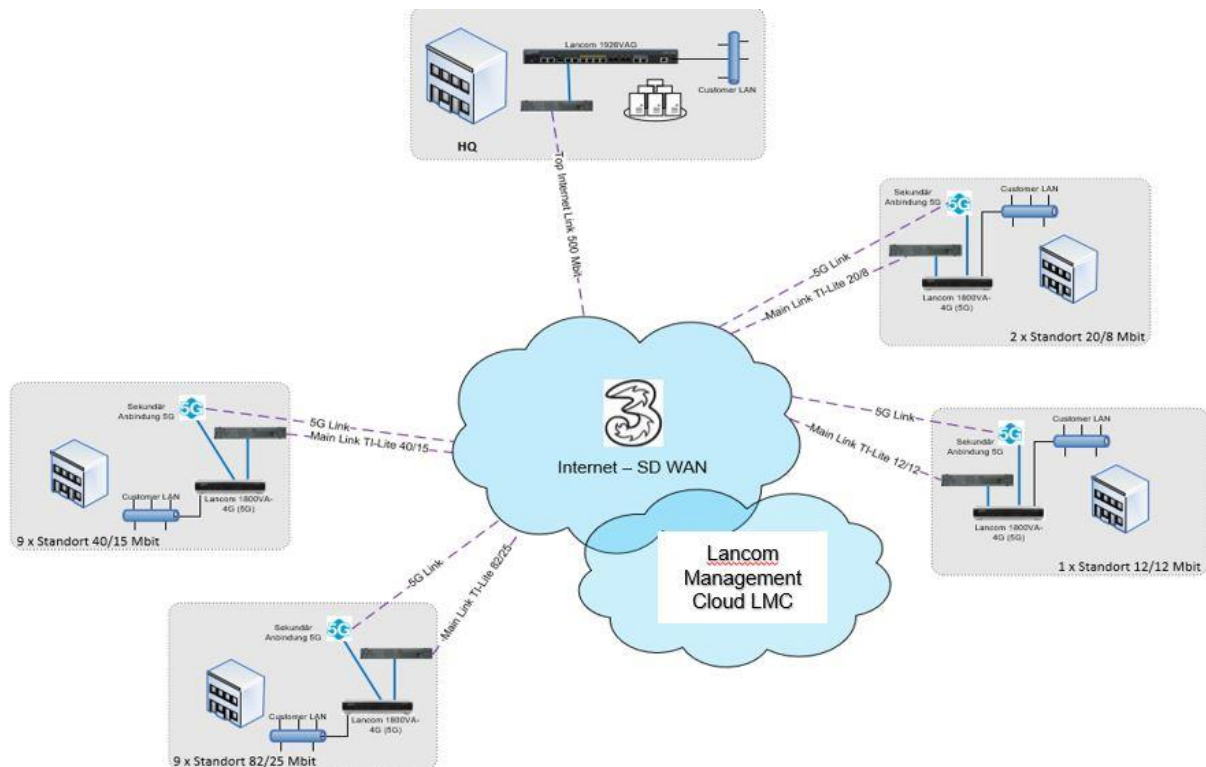 Lancom 1926VAG
Customer LAN
HQ
Top Internet Link 500 Mbit
Sekundär
Anbindung 5G
5G
Customer LAN
Lancom 1800VA-
4G (5G)
2 x Standort 20/8 Mbit
5G Link
Main Link TI-Lite 20/8
3
Internet – SD WAN
Lancom
Management
Cloud LMC
5G Link
Main Link TI-Lite 12/12
Customer LAN
5G
Sekundär
Anbindung 5G
Lancom 1800VA-
4G (5G)
1 x Standort 12/12 Mbit
Sekundär
Anbindung 5G
5G
5G Link
Main Link TI-Lite 40/15
Customer LAN
Lancom 1800VA-
4G (5G)
9 x Standort 40/15 Mbit
5G Link
Main Link TI-Lite 82/25
Sekundär
Anbindung 5G
5G
Customer LAN
Lancom 1800VA-
4G (5G)
9 x Standort 82/25 Mbit